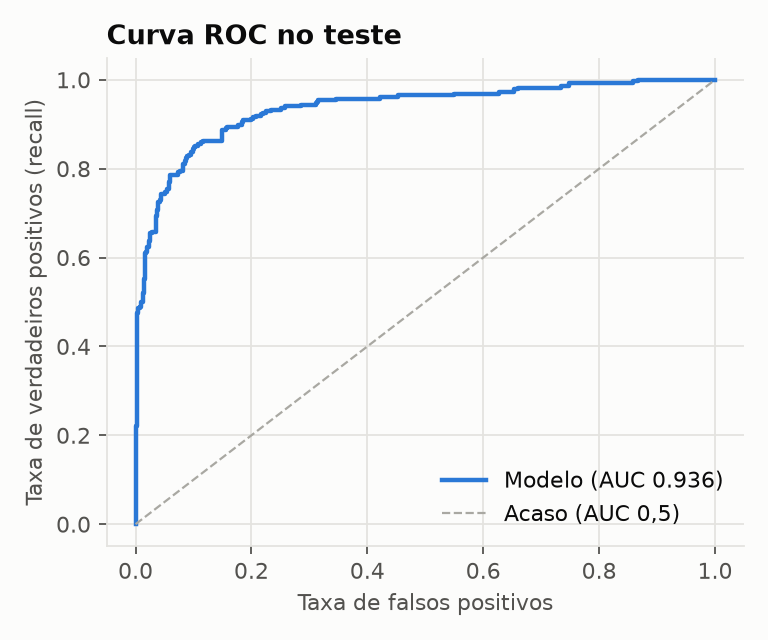 Curva ROC no teste
Taxa de verdadeiros positivos (recall)
1.0
0.8
0.6
0.4
0.2
0.0
Modelo (AUC 0.936)
Acaso (AUC 0,5)
0.0 0.2 0.4 0.6 0.8 1.0
Taxa de falsos positivos